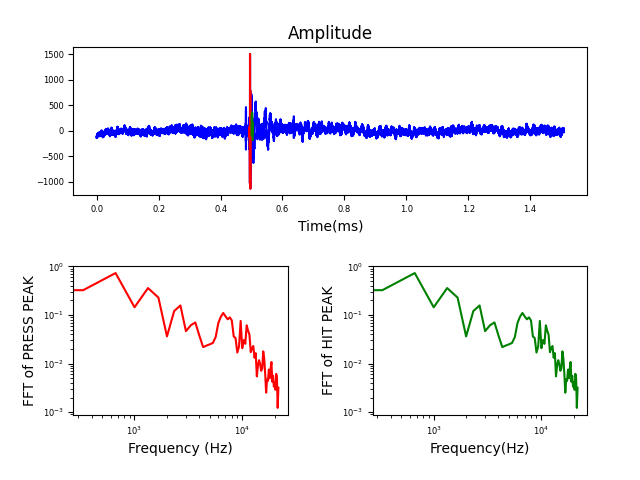 Amplitude
1500
1000
500
0
−500
−1000
0.0 0.2 0.4 0.6 0.8 1.0 1.2 1.4
Time(ms)
FFT of PRESS PEAK
10⁰
10⁻¹
10⁻²
10⁻³
10³ 10⁴
Frequency (Hz)
FFT of HIT PEAK
10⁰
10⁻¹
10⁻²
10⁻³
10³ 10⁴
Frequency(Hz)